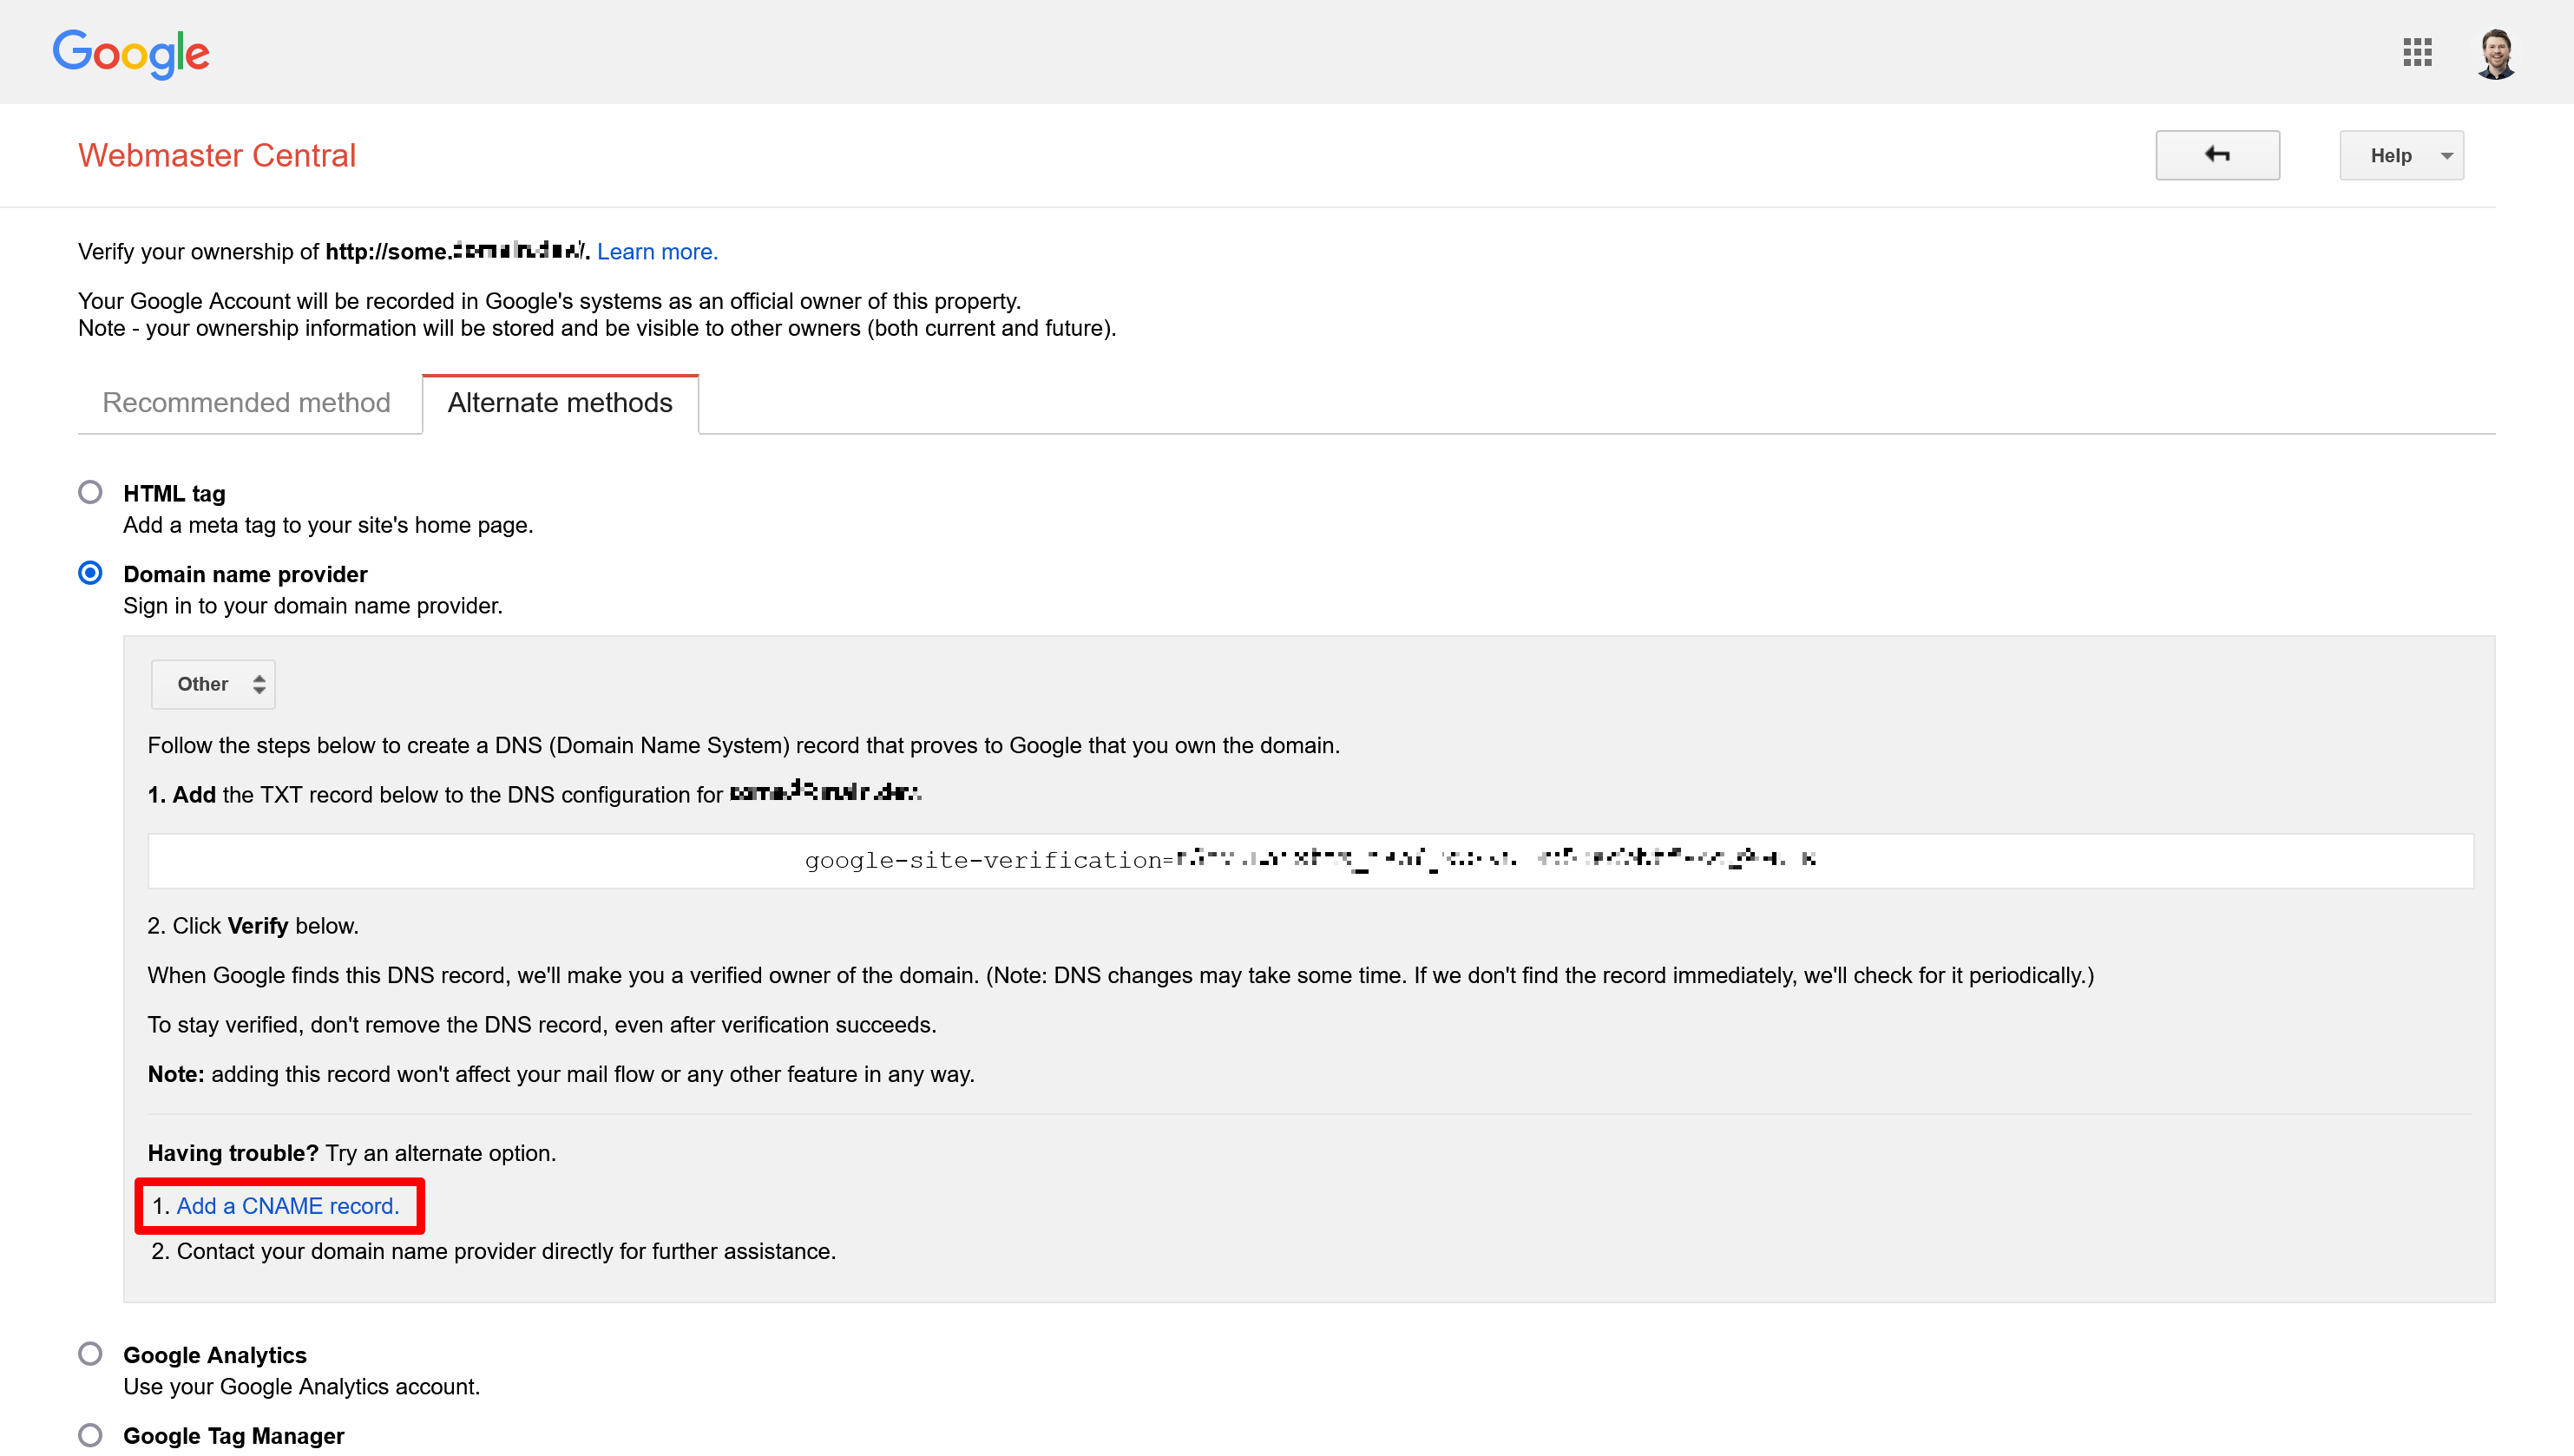 Google
Webmaster Central
Help
Verify your ownership of http://some. /. Learn more.
Your Google Account will be recorded in Google's systems as an official owner of this property.
Note - your ownership information will be stored and be visible to other owners (both current and future).
Recommended method
Alternate methods
HTML tag
Add a meta tag to your site's home page.
Domain name provider
Sign in to your domain name provider.
Other
Follow the steps below to create a DNS (Domain Name System) record that proves to Google that you own the domain.
1. Add the TXT record below to the DNS configuration for
google-site-verification=
2. Click Verify below.
When Google finds this DNS record, we'll make you a verified owner of the domain. (Note: DNS changes may take some time. If we don't find the record immediately, we'll check for it periodically.)
To stay verified, don't remove the DNS record, even after verification succeeds.
Note: adding this record won't affect your mail flow or any other feature in any way.
Having trouble? Try an alternate option.
1. Add a CNAME record.
2. Contact your domain name provider directly for further assistance.
Google Analytics
Use your Google Analytics account.
Google Tag Manager